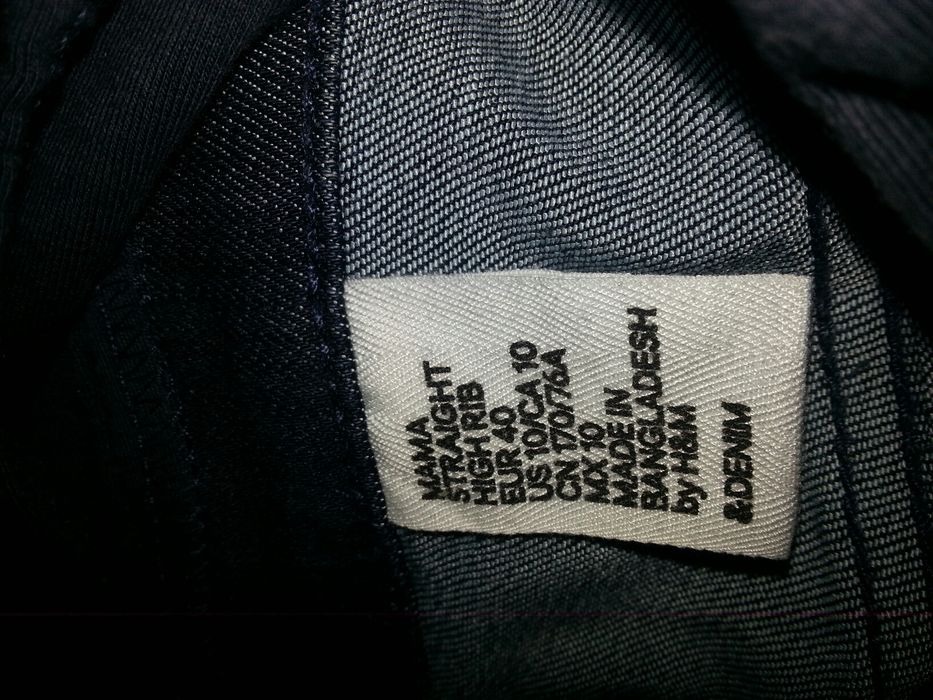 MAMA
STRAIGHT
HIGH RIB
EUR 40
US 10/CA 10
CN 170/76A
MX 10
MADE IN
BANGLADESH
by H&M
&DENIM